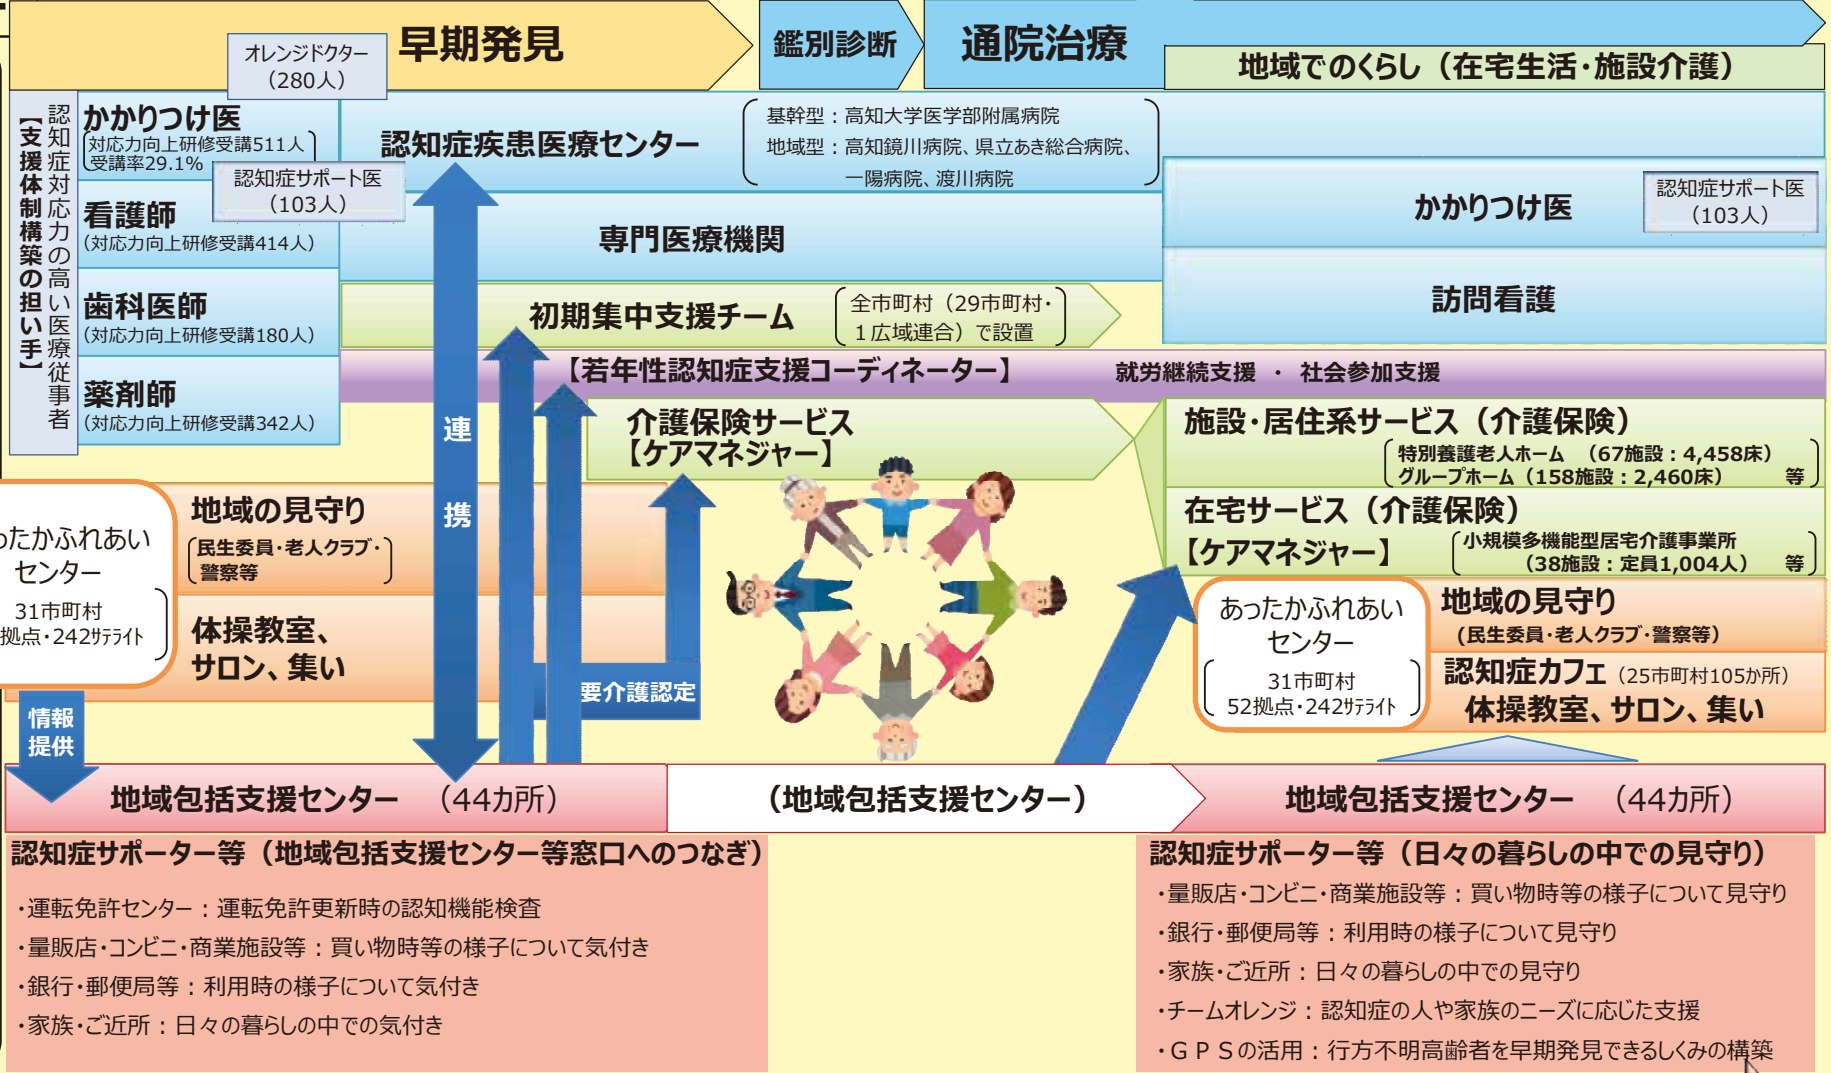 早期発見
鑑別診断
通院治療
地域でのくらし（在宅生活・施設介護）
オレンジドクター
（280人）
【支援体制構築の担い手】
認知症対応力の高い医療従事者
かかりつけ医
対応力向上研修受講511人
受講率29.1%
認知症サポート医
（103人）
看護師
（対応力向上研修受講414人）
歯科医師
（対応力向上研修受講180人）
薬剤師
（対応力向上研修受講342人）
認知症疾患医療センター
基幹型：高知大学医学部附属病院
地域型：高知鏡川病院、県立あき総合病院、
一陽病院、渡川病院
専門医療機関
かかりつけ医
認知症サポート医
（103人）
訪問看護
初期集中支援チーム
全市町村（29市町村・
１広域連合）で設置
【若年性認知症支援コーディネーター】　就労継続支援 ・ 社会参加支援
連携
介護保険サービス
【ケアマネジャー】
施設・居住系サービス（介護保険）
特別養護老人ホーム （67施設：4,458床）
グループホーム（158施設：2,460床） 等
在宅サービス（介護保険）
【ケアマネジャー】
小規模多機能型居宅介護事業所
（38施設：定員1,004人） 等
ったかふれあい
センター
31市町村
拠点・242ｻﾃﾗｲﾄ
地域の見守り
民生委員・老人クラブ・
警察等
体操教室、
サロン、集い
要介護認定
情報
提供
あったかふれあい
センター
31市町村
52拠点・242ｻﾃﾗｲﾄ
地域の見守り
(民生委員・老人クラブ・警察等）
認知症カフェ（25市町村105か所）
体操教室、サロン、集い
地域包括支援センター （44カ所）
（地域包括支援センター）
地域包括支援センター （44カ所）
認知症サポーター等（地域包括支援センター等窓口へのつなぎ）
・運転免許センター：運転免許更新時の認知機能検査
・量販店・コンビニ・商業施設等：買い物時等の様子について気付き
・銀行・郵便局等：利用時の様子について気付き
・家族・ご近所：日々の暮らしの中での気付き
認知症サポーター等（日々の暮らしの中での見守り）
・量販店・コンビニ・商業施設等：買い物時等の様子について見守り
・銀行・郵便局等：利用時の様子について見守り
・家族・ご近所：日々の暮らしの中での見守り
・チームオレンジ：認知症の人や家族のニーズに応じた支援
・ＧＰＳの活用：行方不明高齢者を早期発見できるしくみの構築